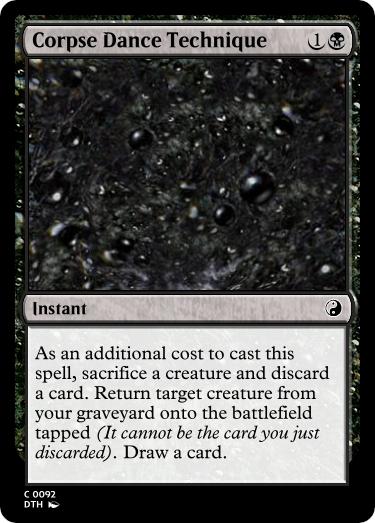 Corpse Dance Technique 1
Instant
As an additional cost to cast this
spell, sacrifice a creature and discard
a card. Return target creature from
your graveyard onto the battlefield
tapped (It cannot be the card you just
discarded). Draw a card.
C 0092
DTH